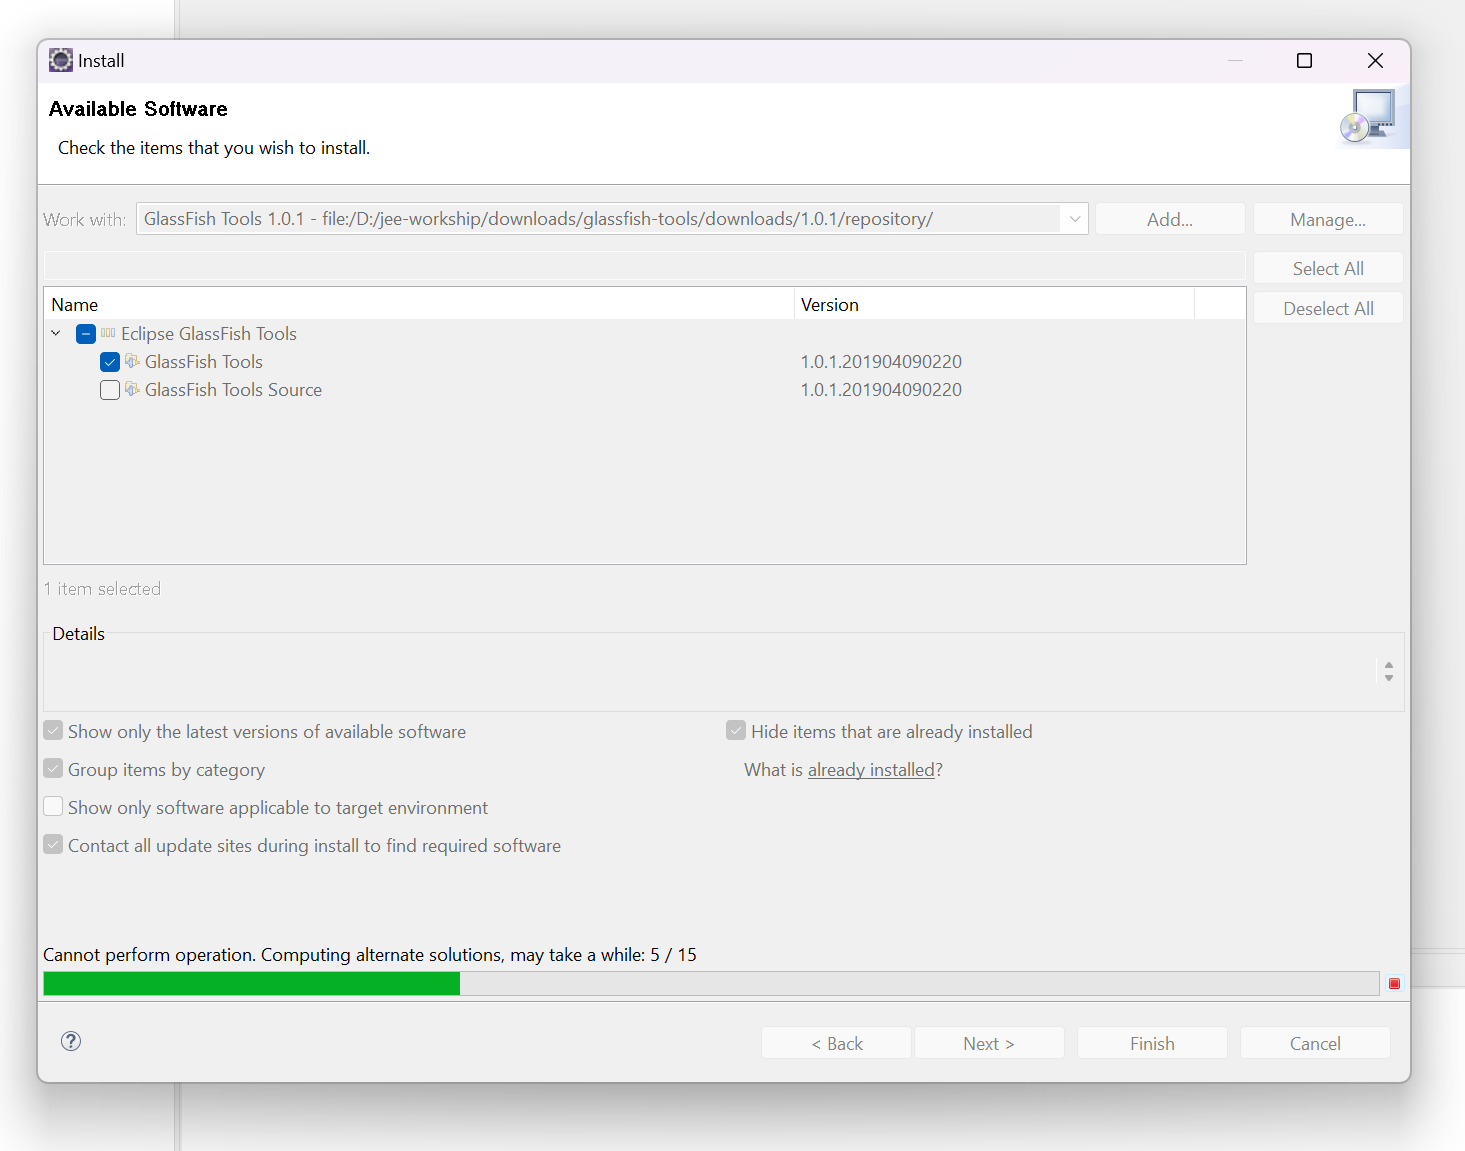 Install
Available Software
Check the items that you wish to install.
Work with: GlassFish Tools 1.0.1 - file:/D:/jee-workship/downloads/glassfish-tools/downloads/1.0.1/repository/ Add... Manage...
Select All
Name Version
Deselect All
Eclipse GlassFish Tools
GlassFish Tools 1.0.1.201904090220
GlassFish Tools Source 1.0.1.201904090220
1 item selected
Details
Show only the latest versions of available software Hide items that are already installed
Group items by category What is already installed?
Show only software applicable to target environment
Contact all update sites during install to find required software
Cannot perform operation. Computing alternate solutions, may take a while: 5 / 15
? < Back Next > Finish Cancel